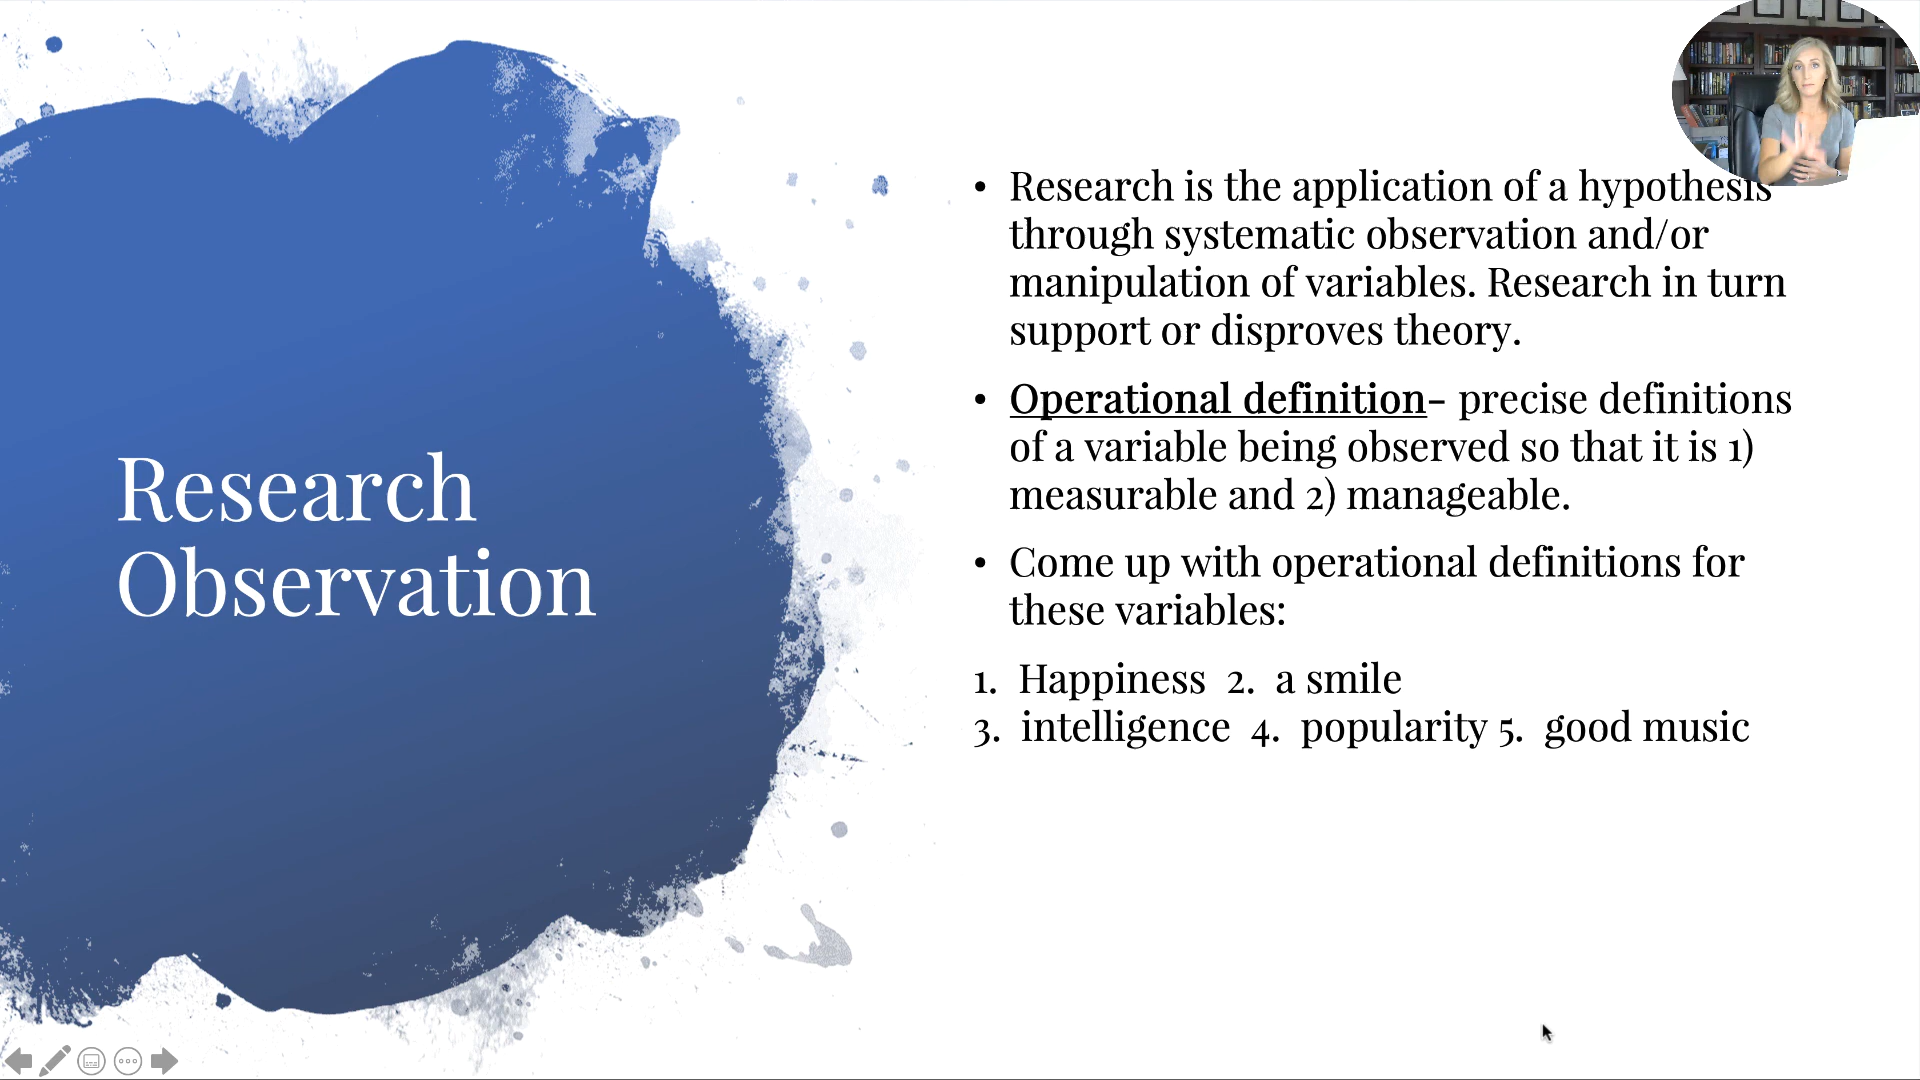 Research
Observation
• Research is the application of a hypothesis
through systematic observation and/or
manipulation of variables. Research in turn
support or disproves theory.
• Operational definition- precise definitions
of a variable being observed so that it is 1)
measurable and 2) manageable.
• Come up with operational definitions for
these variables:
1. Happiness 2. a smile
3. intelligence 4. popularity 5. good music